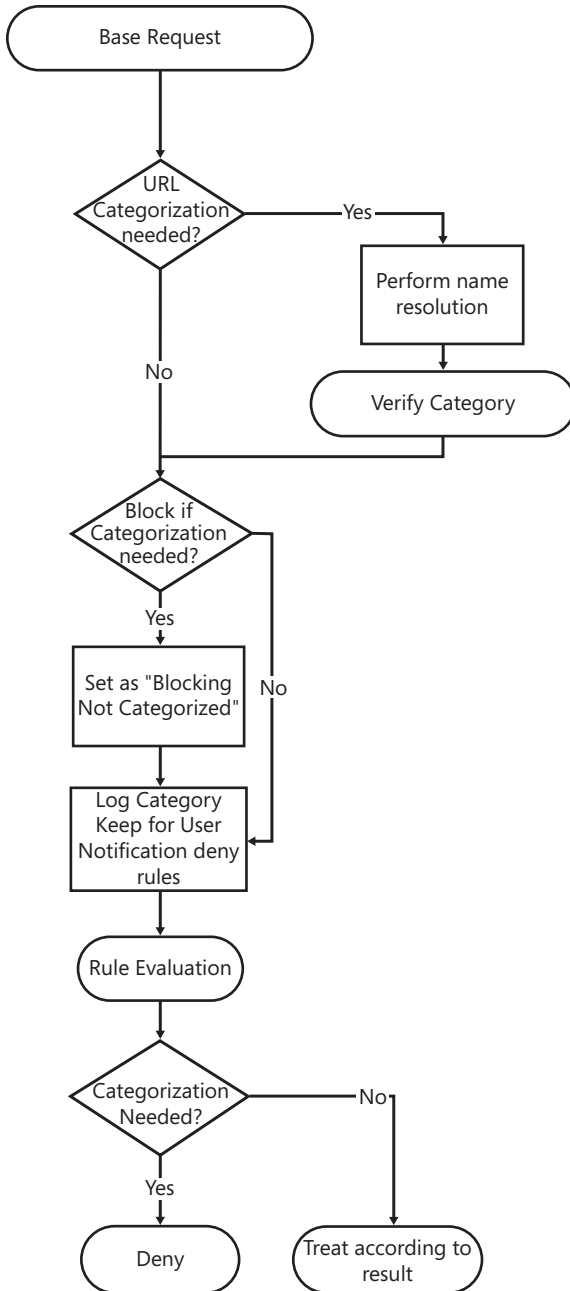 Base Request
URL
Categorization
needed?
Yes
Perform name
resolution
No
Verify Category
Block if
Categorization
needed?
Yes
Set as "Blocking
Not Categorized"
No
Log Category
Keep for User
Notification deny
rules
Rule Evaluation
Categorization
Needed?
No
Yes
Deny
Treat according to
result